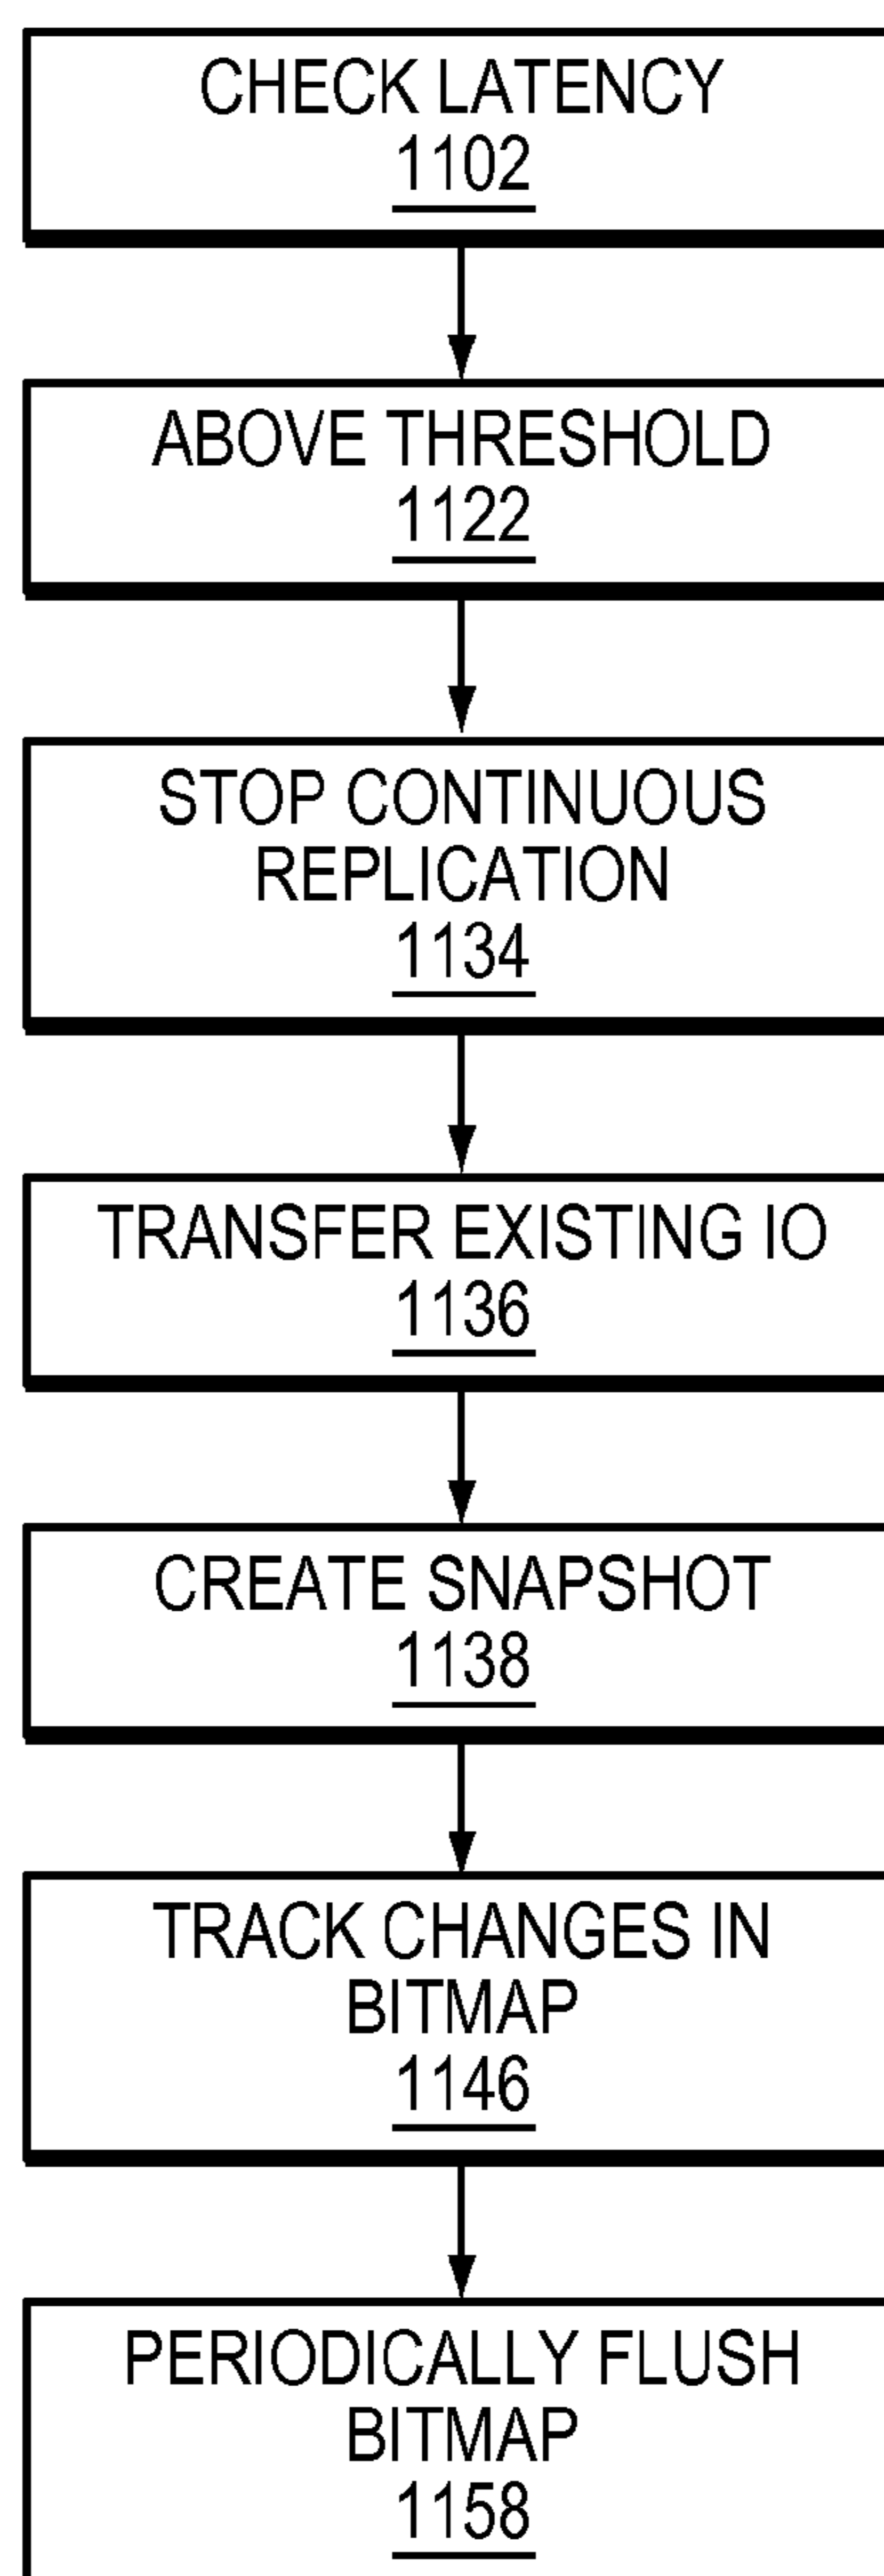 CHECK LATENCY
1102
ABOVE THRESHOLD
1122
STOP CONTINUOUS
REPLICATION
1134
TRANSFER EXISTING IO
1136
CREATE SNAPSHOT
1138
TRACK CHANGES IN
BITMAP
1146
PERIODICALLY FLUSH
BITMAP
1158